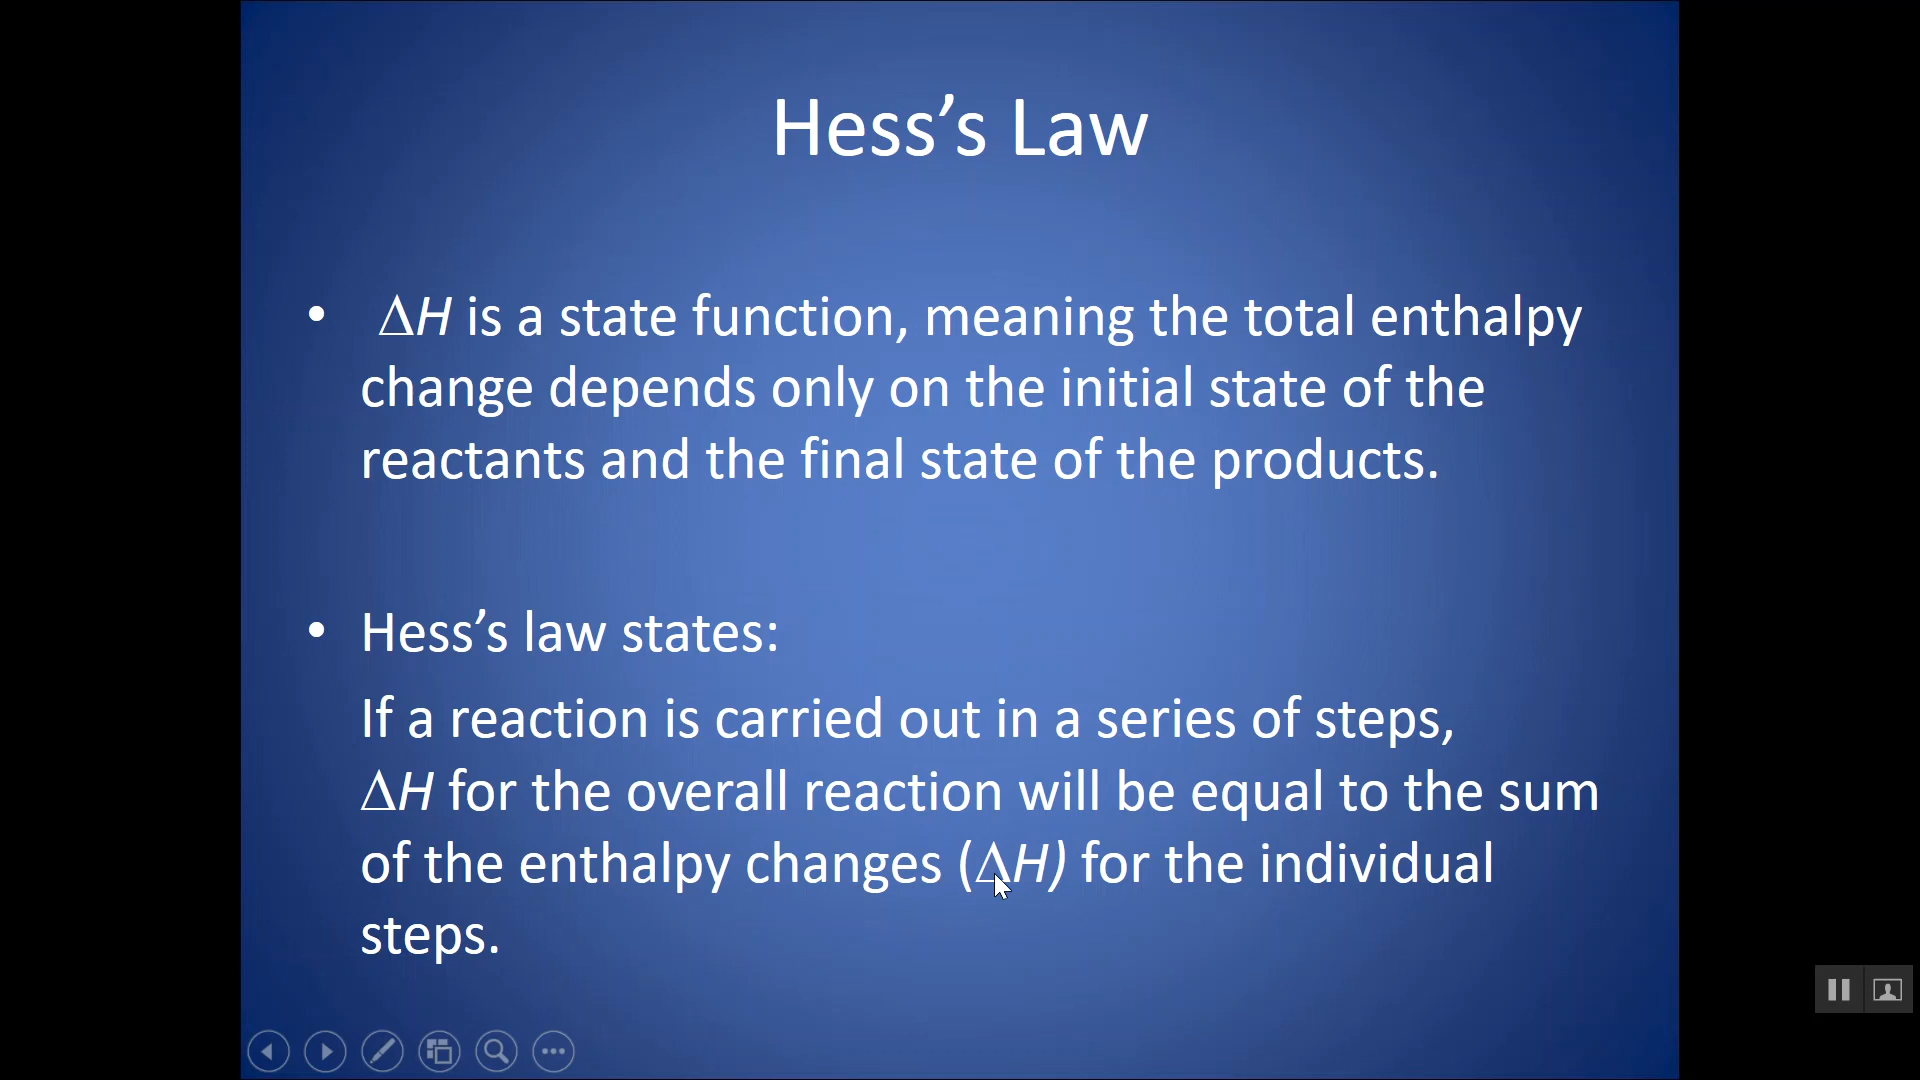 Hess’s Law
• ΔH is a state function, meaning the total enthalpy
change depends only on the initial state of the
reactants and the final state of the products.
• Hess’s law states:
If a reaction is carried out in a series of steps,
ΔH for the overall reaction will be equal to the sum
of the enthalpy changes (ΔH) for the individual
steps.